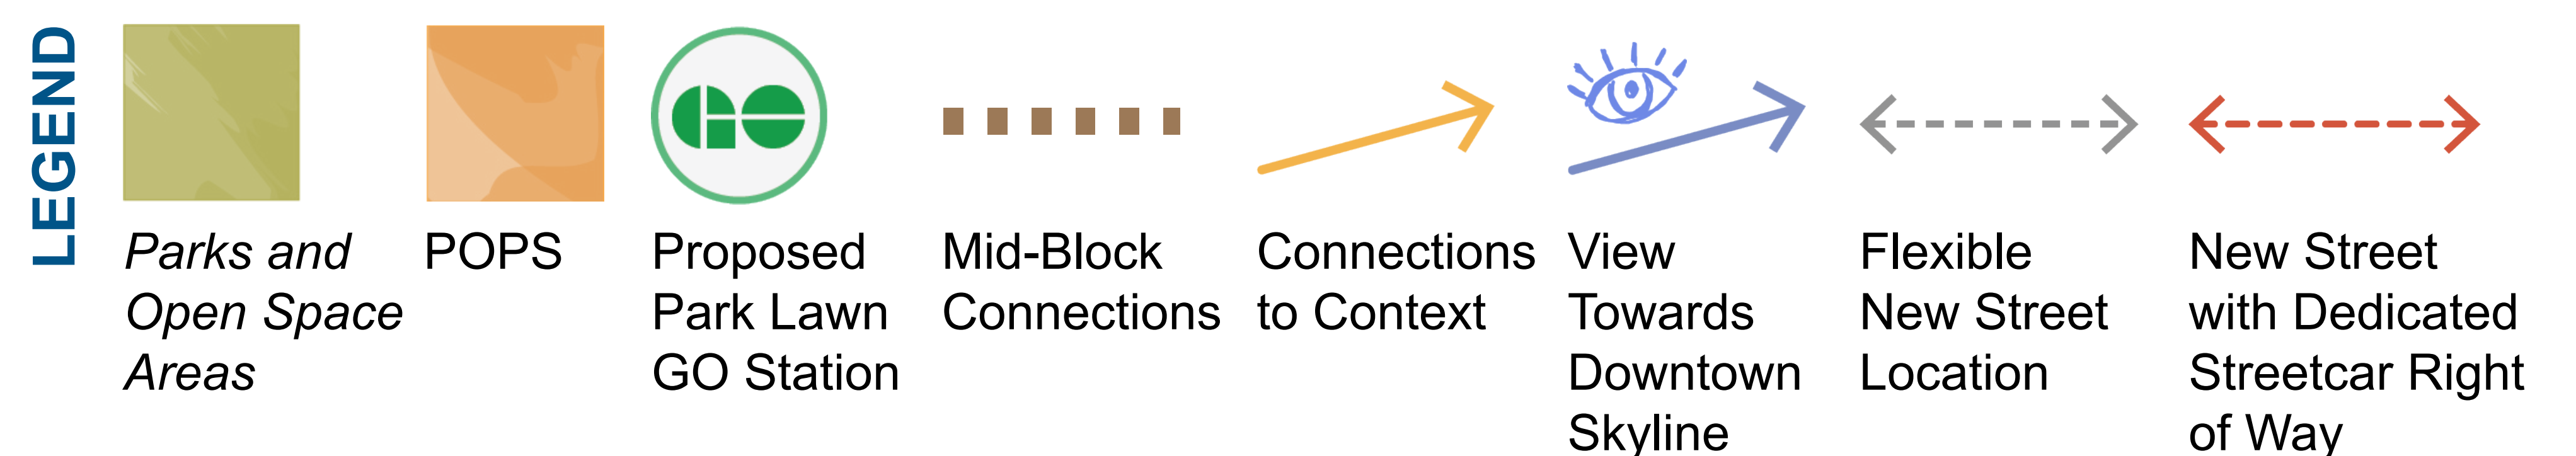 LEGEND
GO
Parks and
Open Space
Areas
POPS
Proposed
Park Lawn
GO Station
Mid-Block
Connections
Connections
to Context
View
Towards
Downtown
Skyline
Flexible
New Street
Location
New Street
with Dedicated
Streetcar Right
of Way